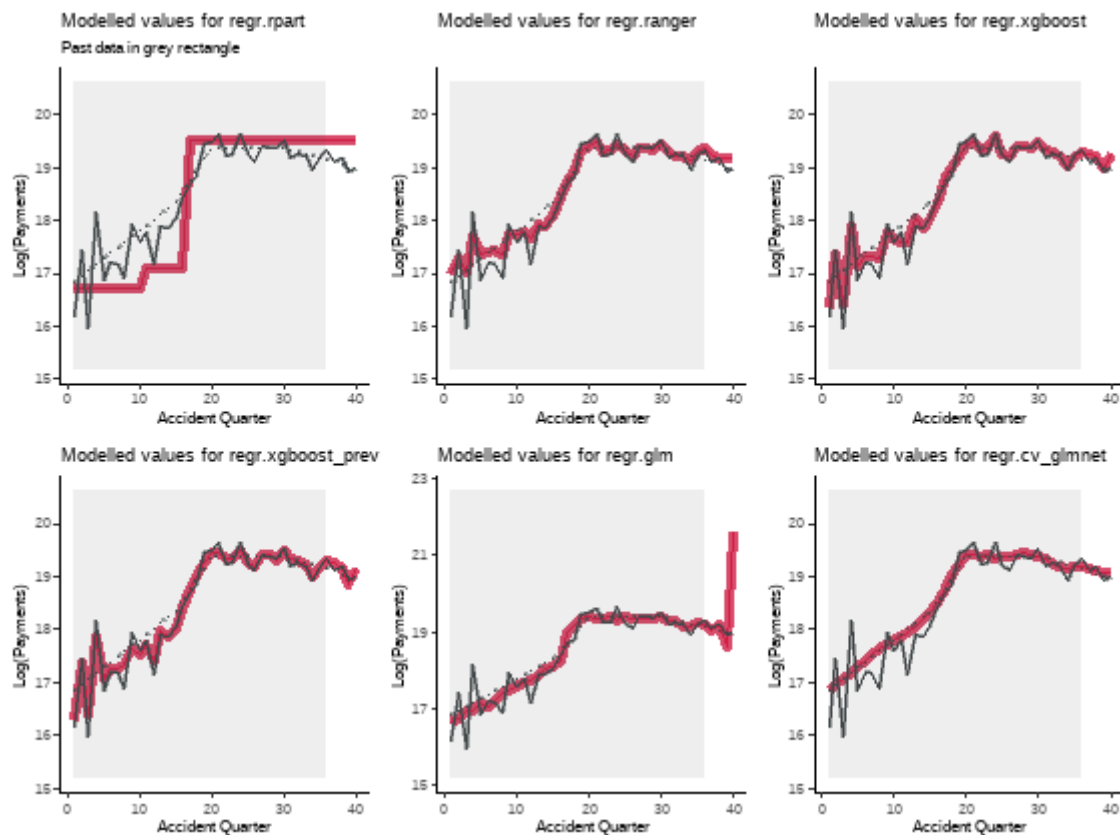 Modelled values for regr.rpart
Past data in grey rectangle
Log(Payments)
20
19
18
17
16
15
0 10 20 30 40
Accident Quarter
Modelled values for regr.ranger
Log(Payments)
20
19
18
17
16
15
0 10 20 30 40
Accident Quarter
Modelled values for regr.xgboost
Log(Payments)
20
19
18
17
16
15
0 10 20 30 40
Accident Quarter
Modelled values for regr.xgboost_prev
Log(Payments)
20
19
18
17
16
15
0 10 20 30 40
Accident Quarter
Modelled values for regr.glm
Log(Payments)
23
21
19
17
15
0 10 20 30 40
Accident Quarter
Modelled values for regr.cv_glmnet
Log(Payments)
20
19
18
17
16
15
0 10 20 30 40
Accident Quarter